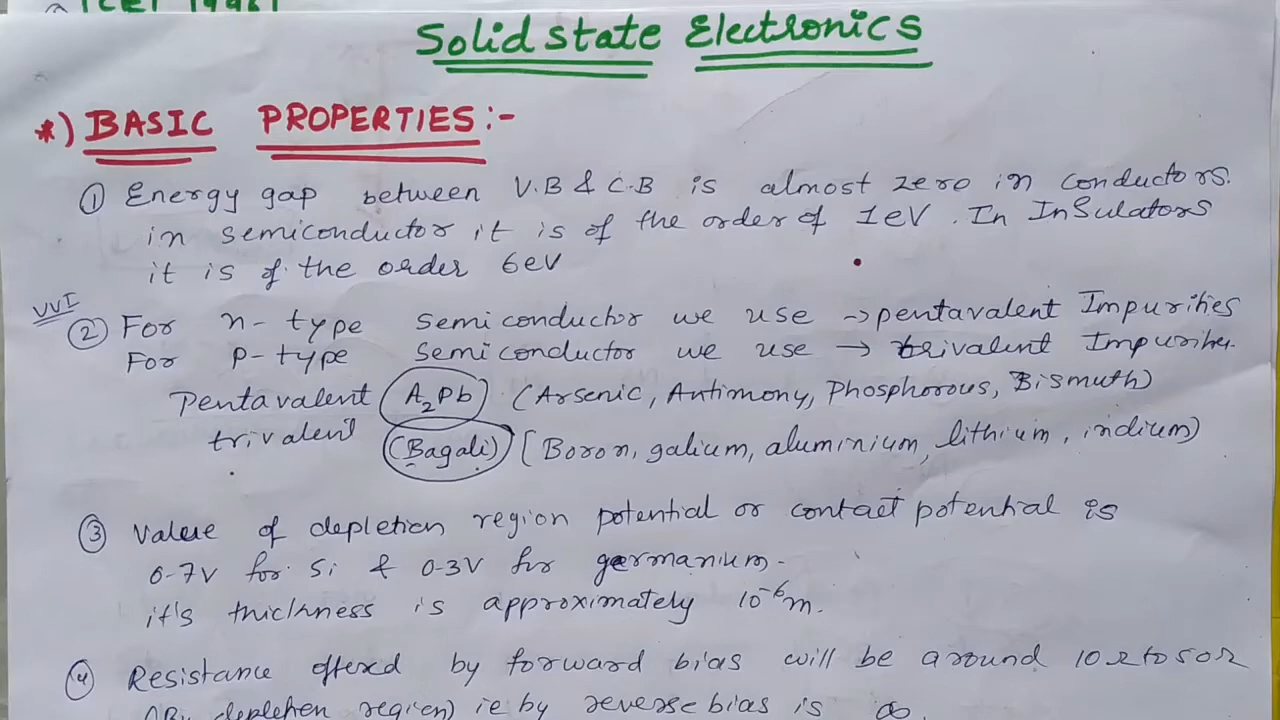 Solid state Electronics
*) BASIC PROPERTIES:-
① Energy gap between V.B & C.B is almost zero in conductors.
in semiconductor it is of the order of 1eV. In Insulators
it is of the order 6eV
VVI
② For n-type semiconductor we use → pentavalent Impurities
For p-type semiconductor we use → trivalent Impurities.
Pentavalent A2Pb (Arsenic, Antimony, Phosphorous, Bismuth)
trivalent (Bagali) [Boron, galium, aluminium, lithium, indium)
③ Value of depletion region potential or contact potential is
0.7V for Si & 0.3V for germanium.
it's thickness is approximately 10⁻⁶m.
④ Resistance offered by forward bias will be around 10Ω to 50Ω
depletion region) ie by reverse bias is ∞.